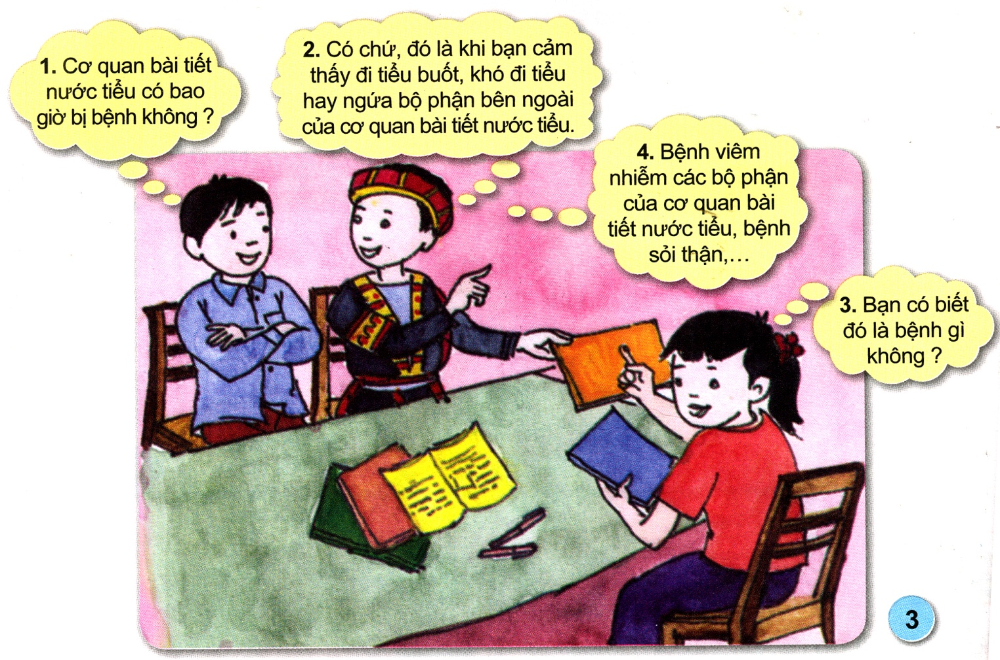 1. Cơ quan bài tiết
nước tiểu có bao
giờ bị bệnh không ?
2. Có chứ, đó là khi bạn cảm
thấy đi tiểu buốt, khó đi tiểu
hay ngứa bộ phận bên ngoài
của cơ quan bài tiết nước tiểu.
3. Bạn có biết
đó là bệnh gì
không ?
4. Bệnh viêm
nhiễm các bộ phận
của cơ quan bài
tiết nước tiểu, bệnh
sỏi thận,...
3